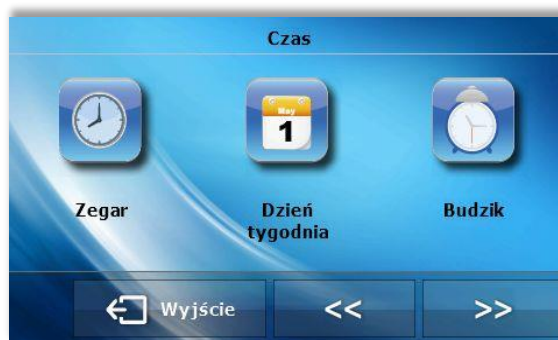 Czas
May
1
Zegar
Dzień
tygodnia
Budzik
Wyjście
<<
>>